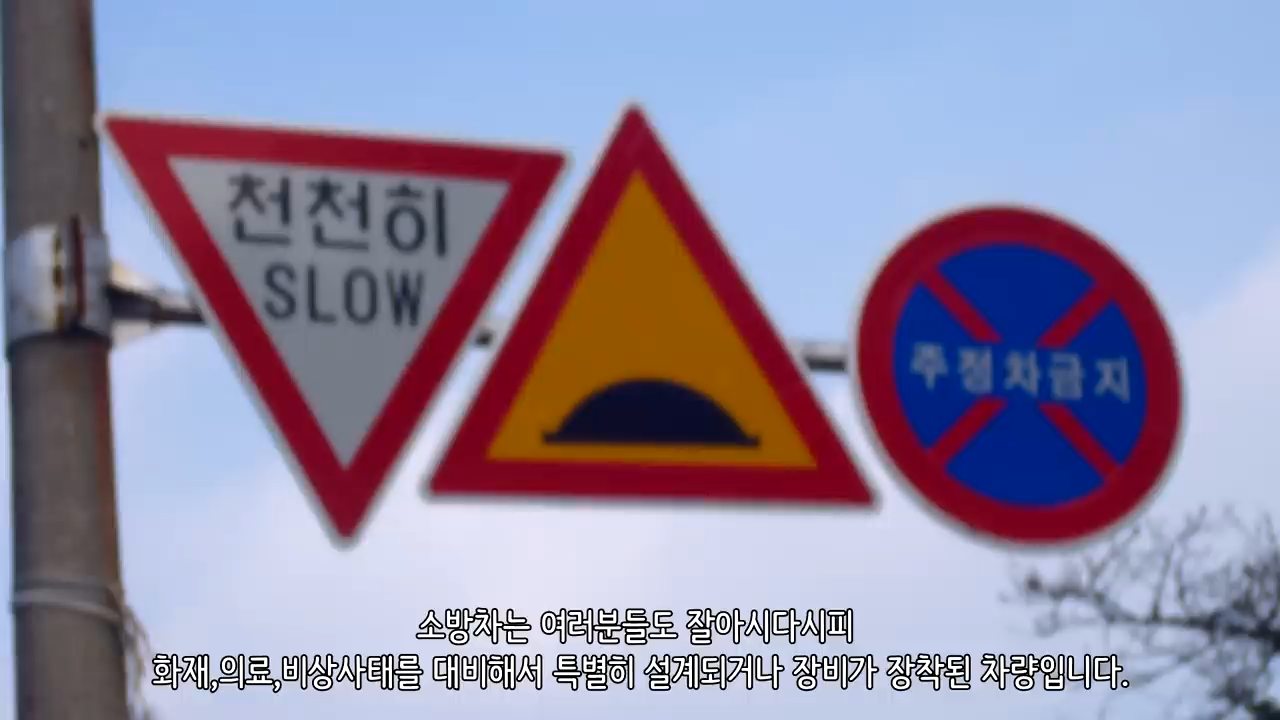 천천히
SLOW
주정차금지
소방차는 여러분들도 잘아시다시피
화재,의료,비상사태를 대비해서 특별히 설계되거나 장비가 장착된 차량입니다.